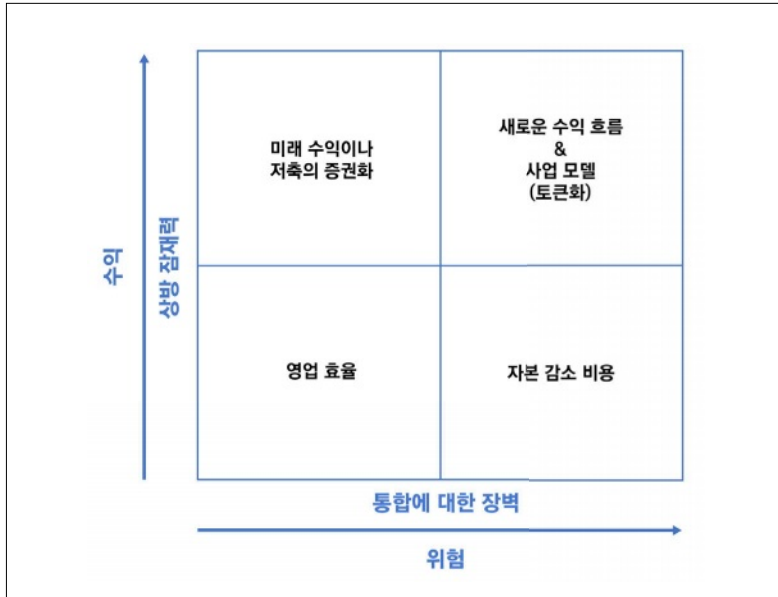 미래 수익이나
저축의 증권화
새로운 수익 흐름
&
사업 모델
(토큰화)
수익
상방 잠재력
영업 효율
자본 감소 비용
통합에 대한 장벽
위험